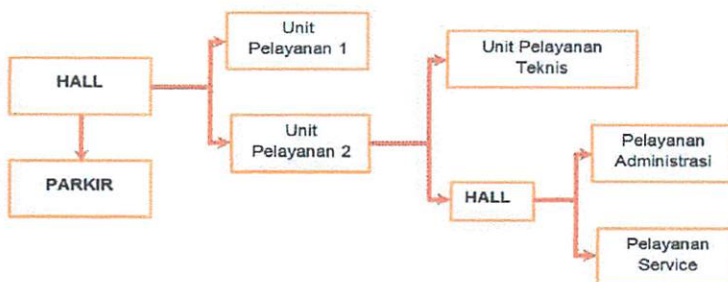 HALL
PARKIR
Unit
Pelayanan 1
Unit
Pelayanan 2
Unit Pelayanan
Teknis
HALL
Pelayanan
Administrasi
Pelayanan
Service